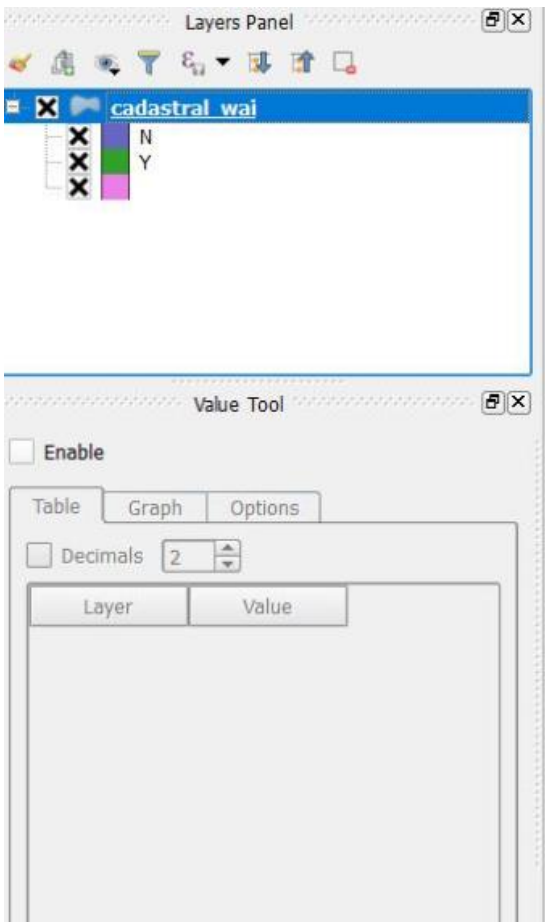 Layers Panel
cadastral_wai
N
Y
Value Tool
Enable
Table Graph Options
Decimals 2
Layer Value